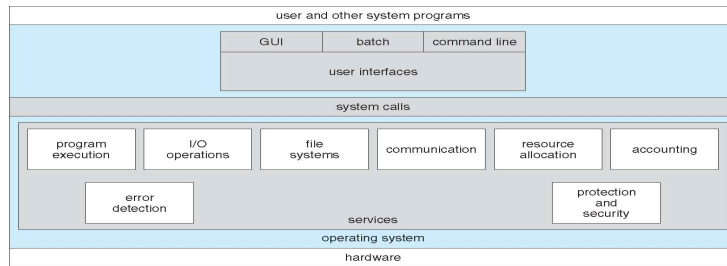 user and other system programs
GUI
batch
command line
user interfaces
system calls
program
execution
I/O
operations
file
systems
communication
resource
allocation
accounting
error
detection
protection
and
security
services
operating system
hardware